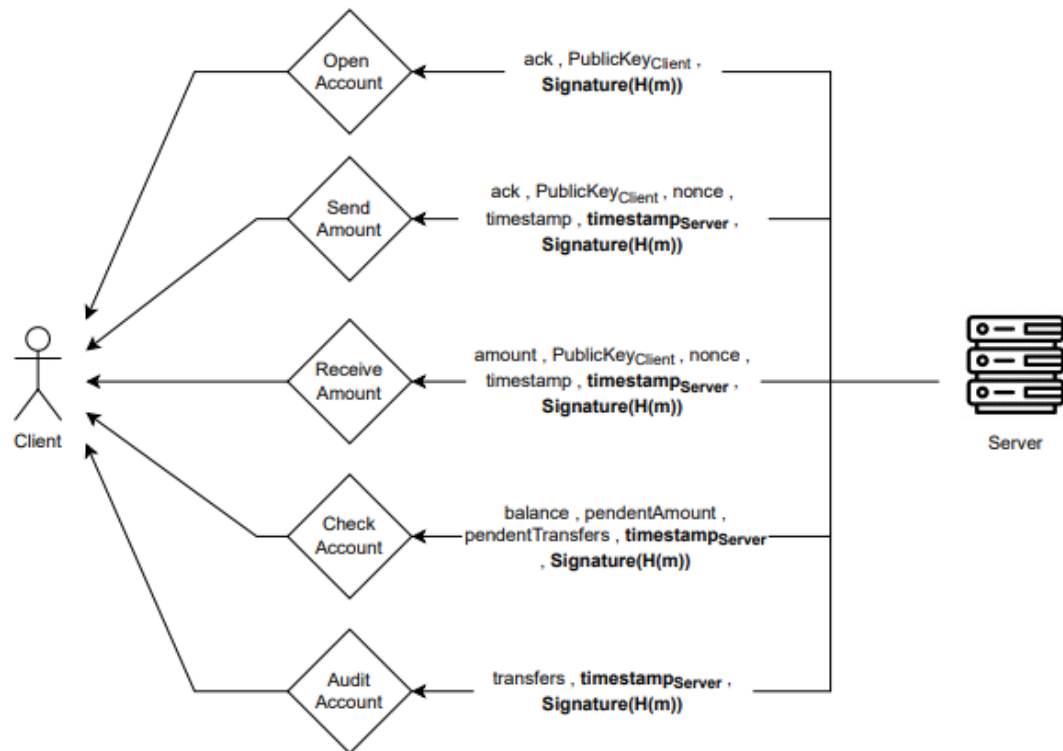 Open
Account
ack , PublicKeyClient ,
Signature(H(m))
Send
Amount
ack , PublicKeyClient , nonce ,
timestamp , timestampServer ,
Signature(H(m))
Receive
Amount
amount , PublicKeyClient , nonce ,
timestamp , timestampServer ,
Signature(H(m))
Client
Server
Check
Account
balance , pendentAmount ,
pendentTransfers , timestampServer
, Signature(H(m))
Audit
Account
transfers , timestampServer ,
Signature(H(m))